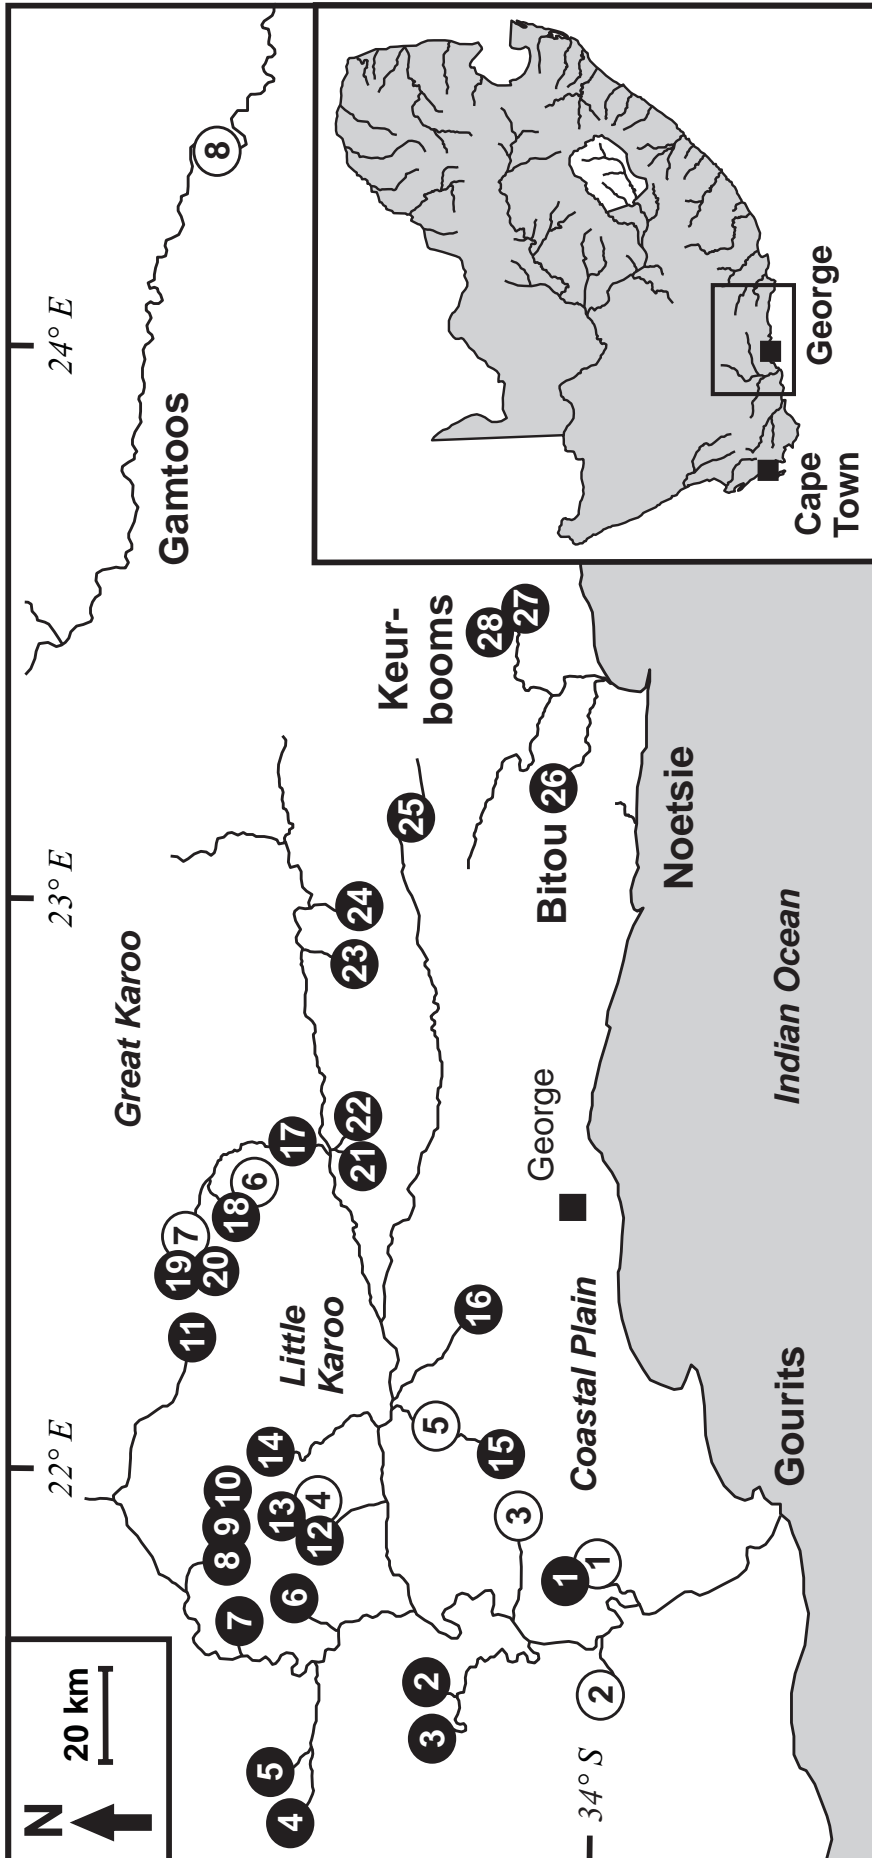 N
20 km
22° E
23° E
24° E
34° S
Great Karoo
Little
Karoo
Coastal Plain
Indian Ocean
Gamtoos
Keur-
booms
Bitou
Noetsie
Gourits
George
Cape
Town
George
1
2
3
4
5
6
7
8
9
10
11
12
13
14
15
16
17
18
19
20
21
22
23
24
25
26
27
28
1
2
3
4
5
6
7
8